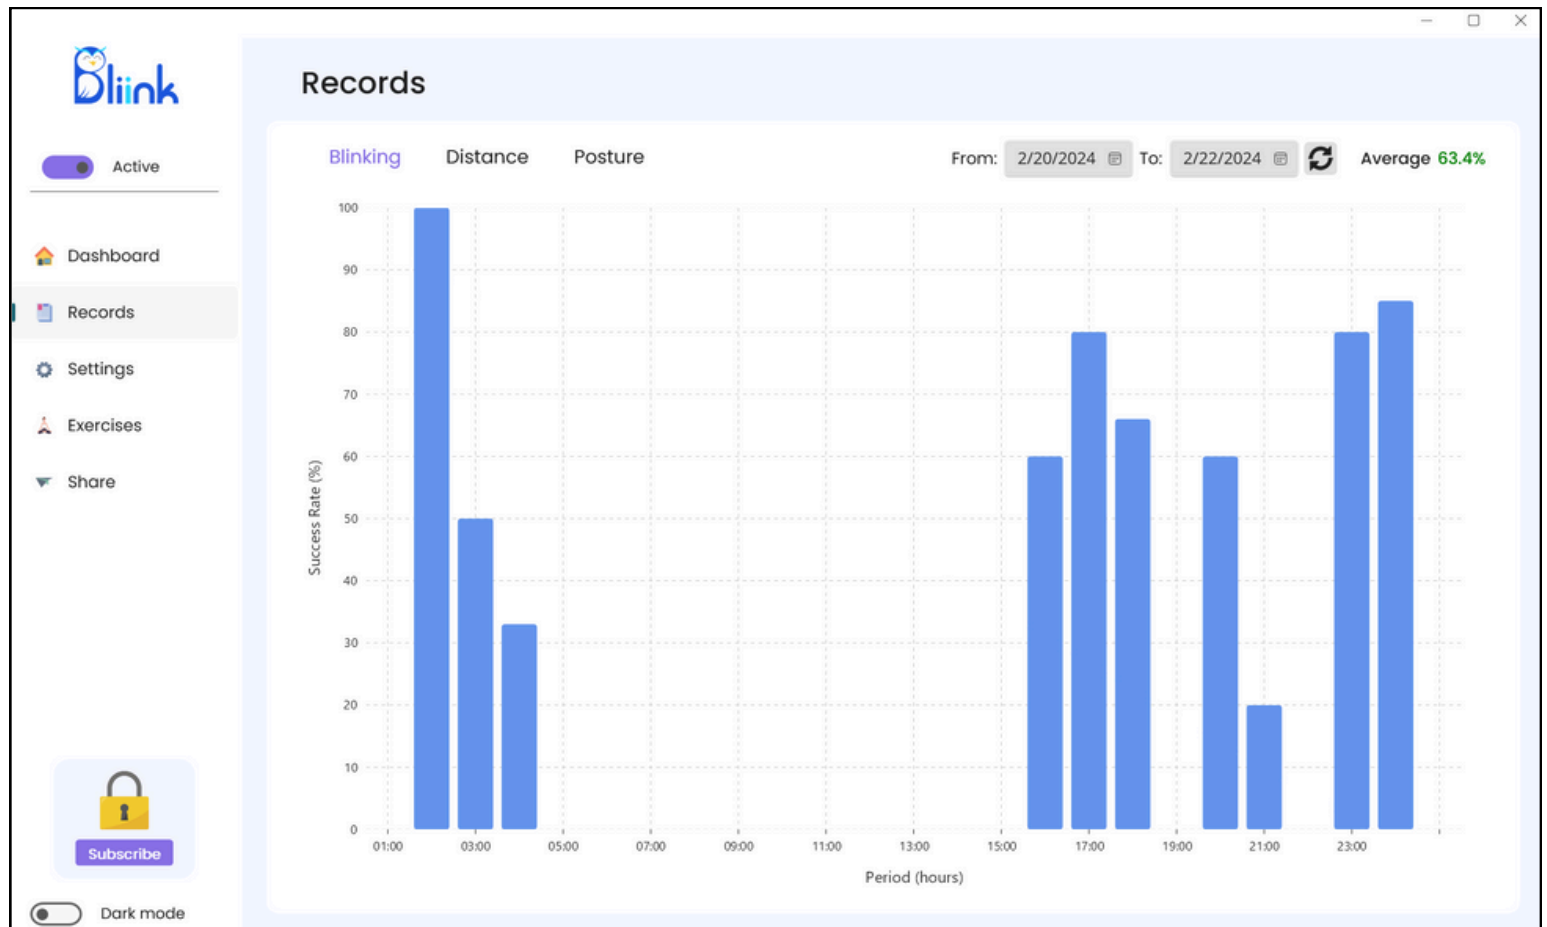 Bliink
Active
Dashboard
Records
Settings
Exercises
Share
Subscribe
Dark mode
Records
Blinking Distance Posture From: 2/20/2024 To: 2/22/2024 Average 63.4%
100
90
80
70
60
50
40
30
20
10
0
Success Rate (%)
01:00 03:00 05:00 07:00 09:00 11:00 13:00 15:00 17:00 19:00 21:00 23:00
Period (hours)